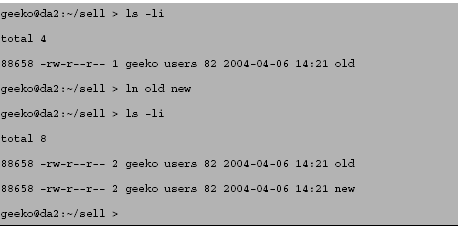 geeko@da2:~/sell > ls -li
total 4
88658 -rw-r--r-- 1 geeko users 82 2004-04-06 14:21 old
geeko@da2:~/sell > ln old new
geeko@da2:~/sell > ls -li
total 8
88658 -rw-r--r-- 2 geeko users 82 2004-04-06 14:21 old
88658 -rw-r--r-- 2 geeko users 82 2004-04-06 14:21 new
geeko@da2:~/sell >